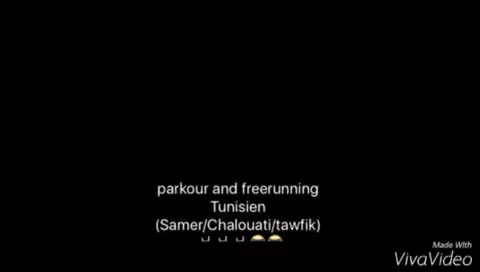 parkour and freerunning
Tunisien
(Samer/Chalouati/tawfik)
😂😂
Made With
VivaVideo